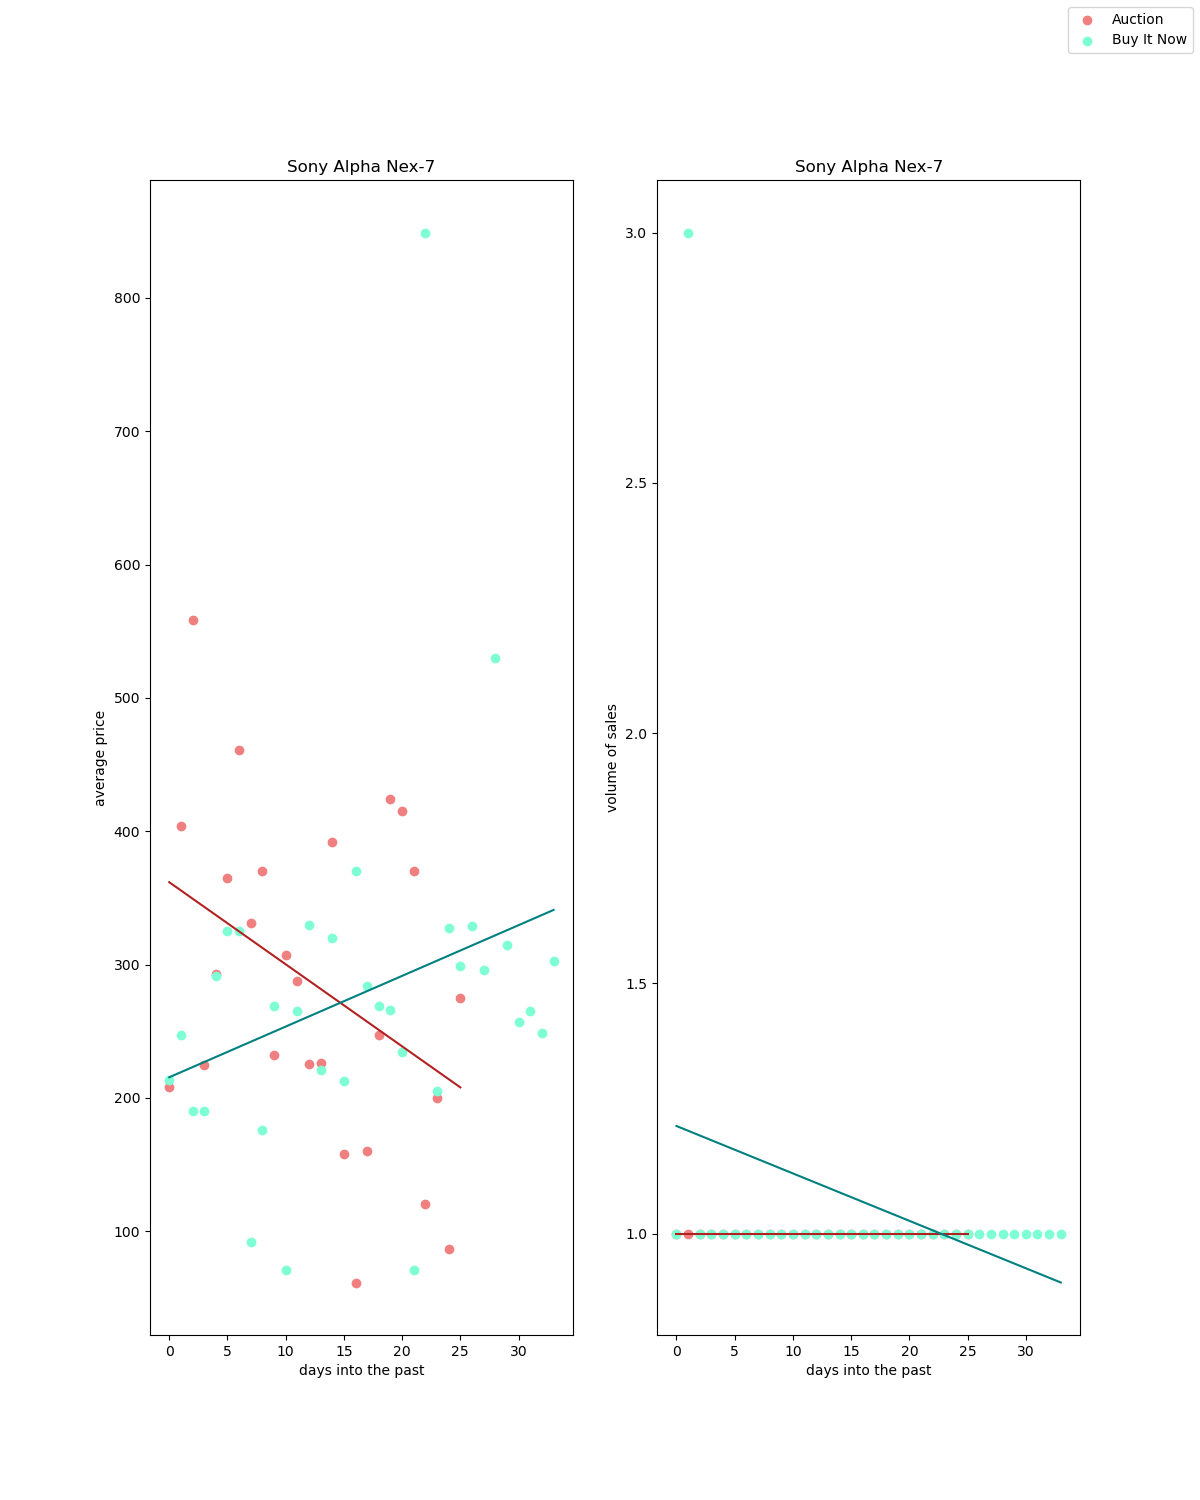 Auction
Buy It Now
Sony Alpha Nex-7
average price
800
700
600
500
400
300
200
100
0 5 10 15 20 25 30
days into the past
Sony Alpha Nex-7
volume of sales
3.0
2.5
2.0
1.5
1.0
0 5 10 15 20 25 30
days into the past